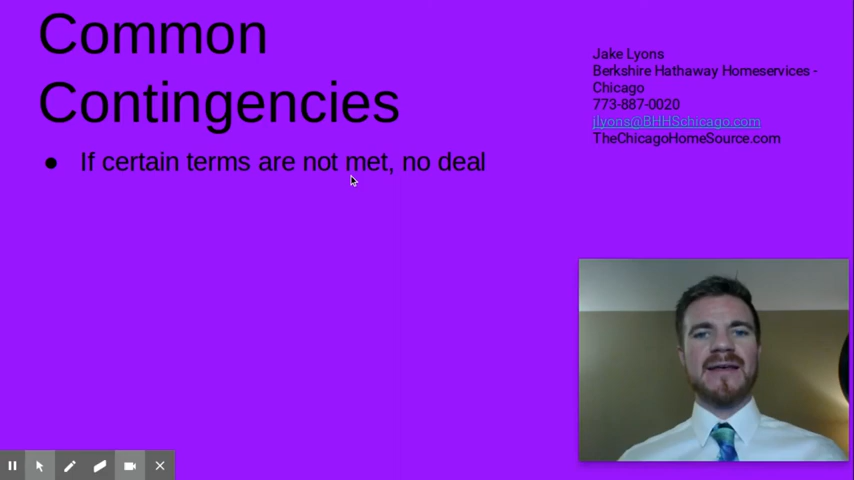 Common
Contingencies
● If certain terms are not met, no deal
Jake Lyons
Berkshire Hathaway Homeservices -
Chicago
773-887-0020
jlyons@BHHSchicago.com
TheChicagoHomeSource.com